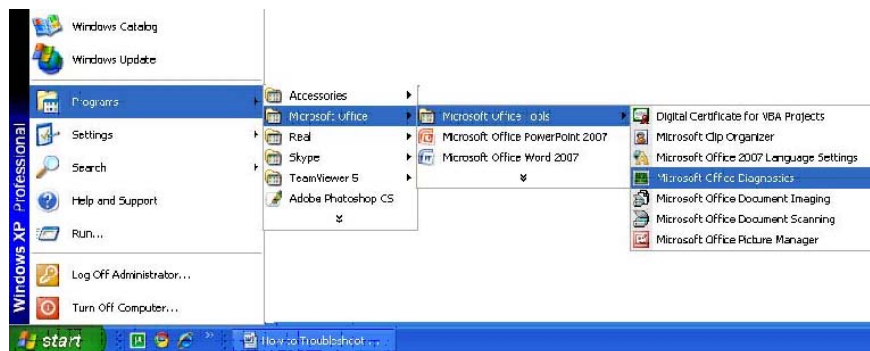 Windows XP Professional
Windows Catalog
Windows Update
Programs
Settings
Search
Help and Support
Run...
Log Off Administrator...
Turn Off Computer...
Accessories
Microsoft Office
Real
Skype
TeamViewer 5
Adobe Photoshop CS
Microsoft Office Tools
Microsoft Office PowerPoint 2007
Microsoft Office Word 2007
Digital Certificate for VBA Projects
Microsoft Clip Organizer
Microsoft Office 2007 Language Settings
Microsoft Office Diagnostics
Microsoft Office Document Imaging
Microsoft Office Document Scanning
Microsoft Office Picture Manager
start
How to Troubleshoot ...